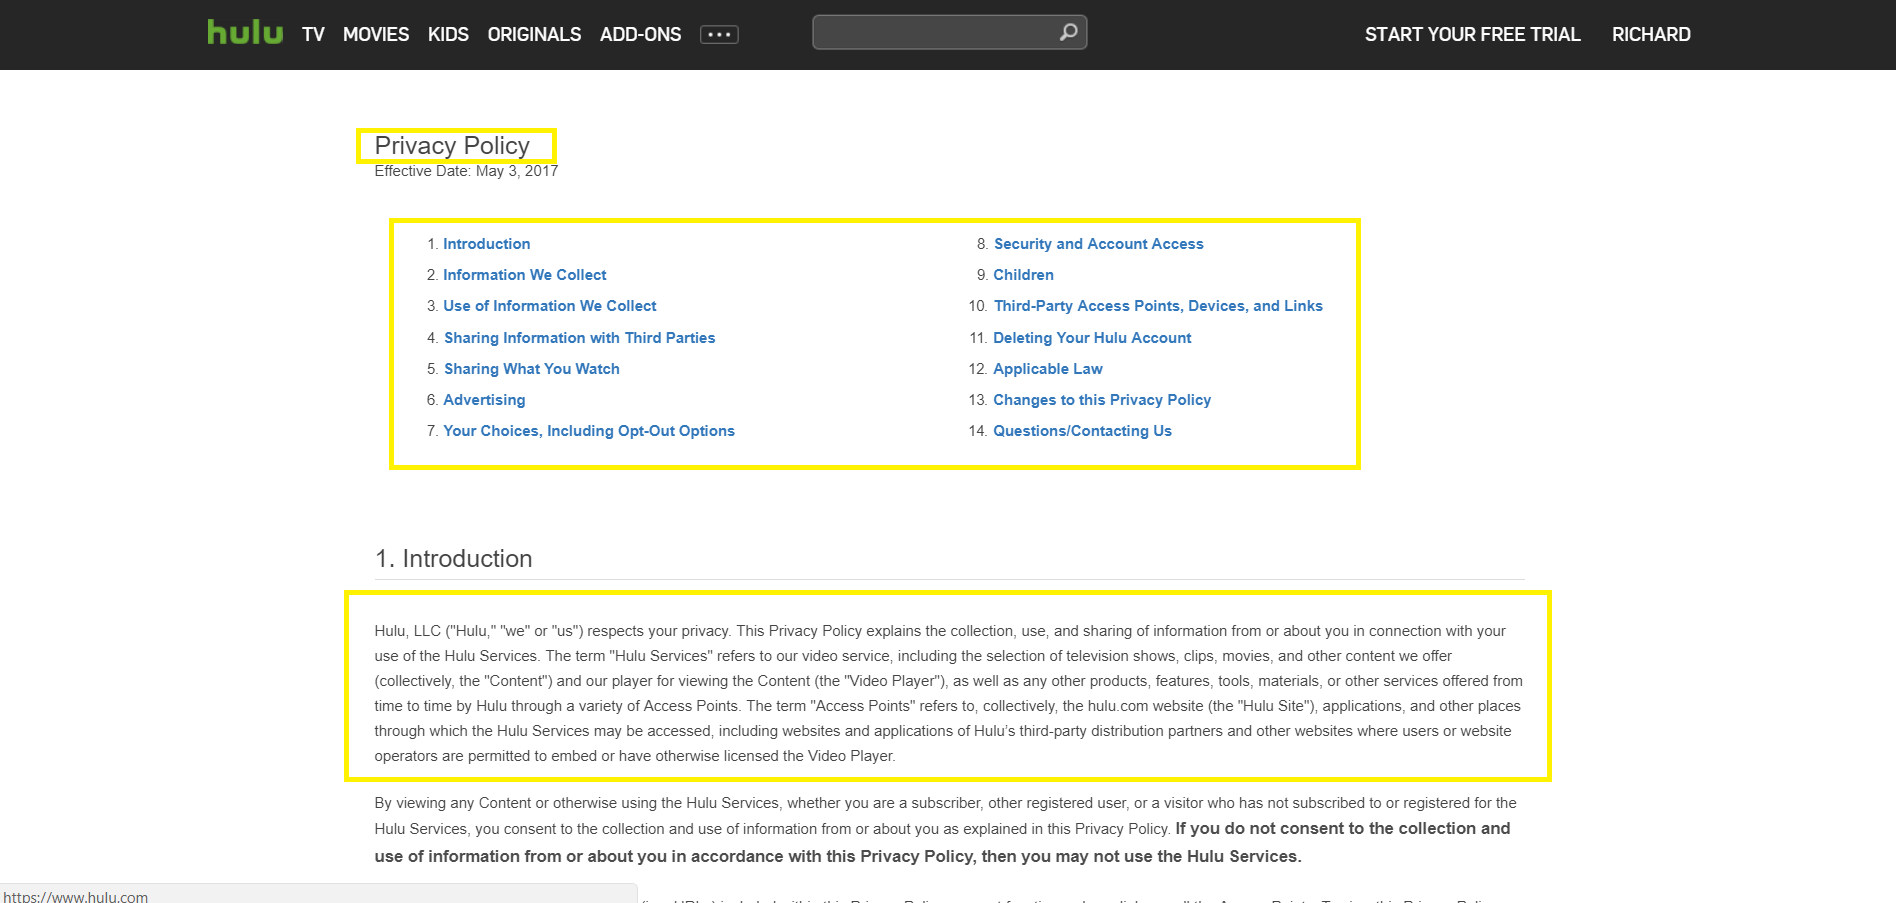 hulu TV MOVIES KIDS ORIGINALS ADD-ONS START YOUR FREE TRIAL RICHARD
Privacy Policy
Effective Date: May 3, 2017
1. Introduction
2. Information We Collect
3. Use of Information We Collect
4. Sharing Information with Third Parties
5. Sharing What You Watch
6. Advertising
7. Your Choices, Including Opt-Out Options
8. Security and Account Access
9. Children
10. Third-Party Access Points, Devices, and Links
11. Deleting Your Hulu Account
12. Applicable Law
13. Changes to this Privacy Policy
14. Questions/Contacting Us
1. Introduction
Hulu, LLC ("Hulu," "we" or "us") respects your privacy. This Privacy Policy explains the collection, use, and sharing of information from or about you in connection with your
use of the Hulu Services. The term "Hulu Services" refers to our video service, including the selection of television shows, clips, movies, and other content we offer
(collectively, the "Content") and our player for viewing the Content (the "Video Player"), as well as any other products, features, tools, materials, or other services offered from
time to time by Hulu through a variety of Access Points. The term "Access Points" refers to, collectively, the hulu.com website (the "Hulu Site"), applications, and other places
through which the Hulu Services may be accessed, including websites and applications of Hulu's third-party distribution partners and other websites where users or website
operators are permitted to embed or have otherwise licensed the Video Player.
By viewing any Content or otherwise using the Hulu Services, whether you are a subscriber, other registered user, or a visitor who has not subscribed to or registered for the
Hulu Services, you consent to the collection and use of information from or about you as explained in this Privacy Policy. If you do not consent to the collection and
use of information from or about you in accordance with this Privacy Policy, then you may not use the Hulu Services.
https://www.hulu.com